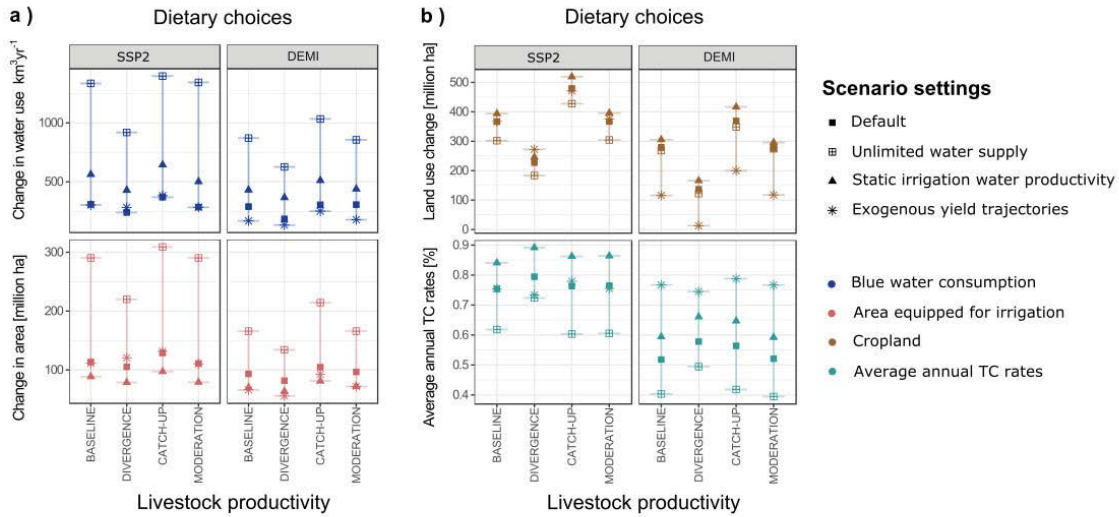 a )
Dietary choices
SSP2
DEMI
Change in water use km³yr⁻¹
1000
500
Change in area [million ha]
300
200
100
BASELINE
DIVERGENCE
CATCH-UP
MODERATION
BASELINE
DIVERGENCE
CATCH-UP
MODERATION
Livestock productivity
b )
Dietary choices
SSP2
DEMI
Land use change [million ha]
500
400
300
200
100
0
Average annual TC rates [%]
0.9
0.8
0.7
0.6
0.5
0.4
BASELINE
DIVERGENCE
CATCH-UP
MODERATION
BASELINE
DIVERGENCE
CATCH-UP
MODERATION
Livestock productivity
Scenario settings
Default
Unlimited water supply
Static irrigation water productivity
Exogenous yield trajectories
Blue water consumption
Area equipped for irrigation
Cropland
Average annual TC rates